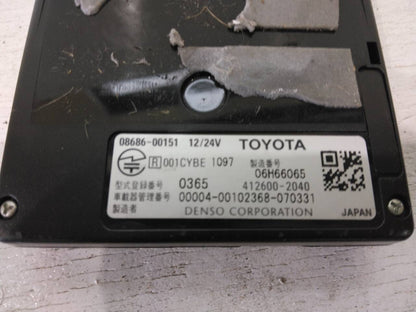 08686-00151 12/24V TOYOTA
R 001CYBE 1097 製造番号 06H66065
型式登録番号 0365 412600-2040
車載器管理番号 00004-00102368-070331
製造者 DENSO CORPORATION JAPAN